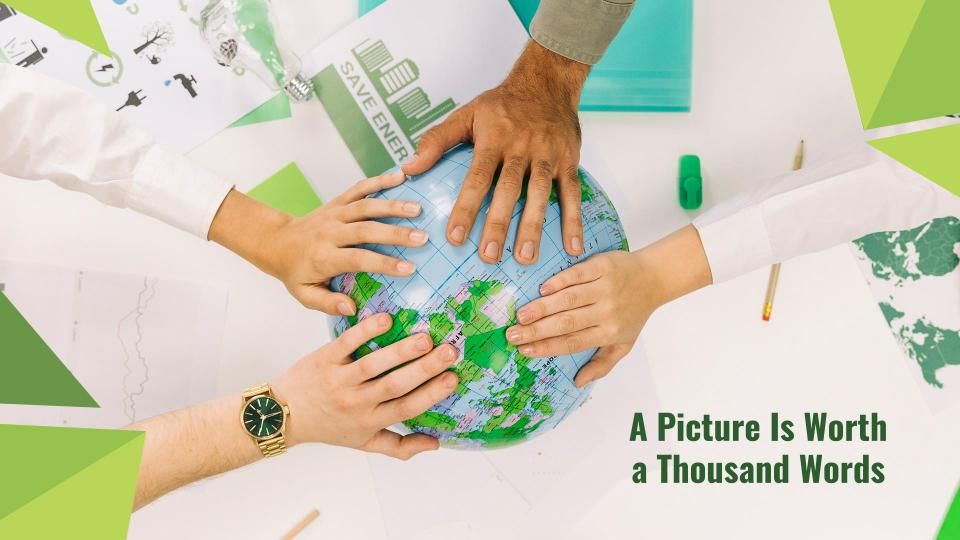 SAVE ENER
A Picture Is Worth
a Thousand Words